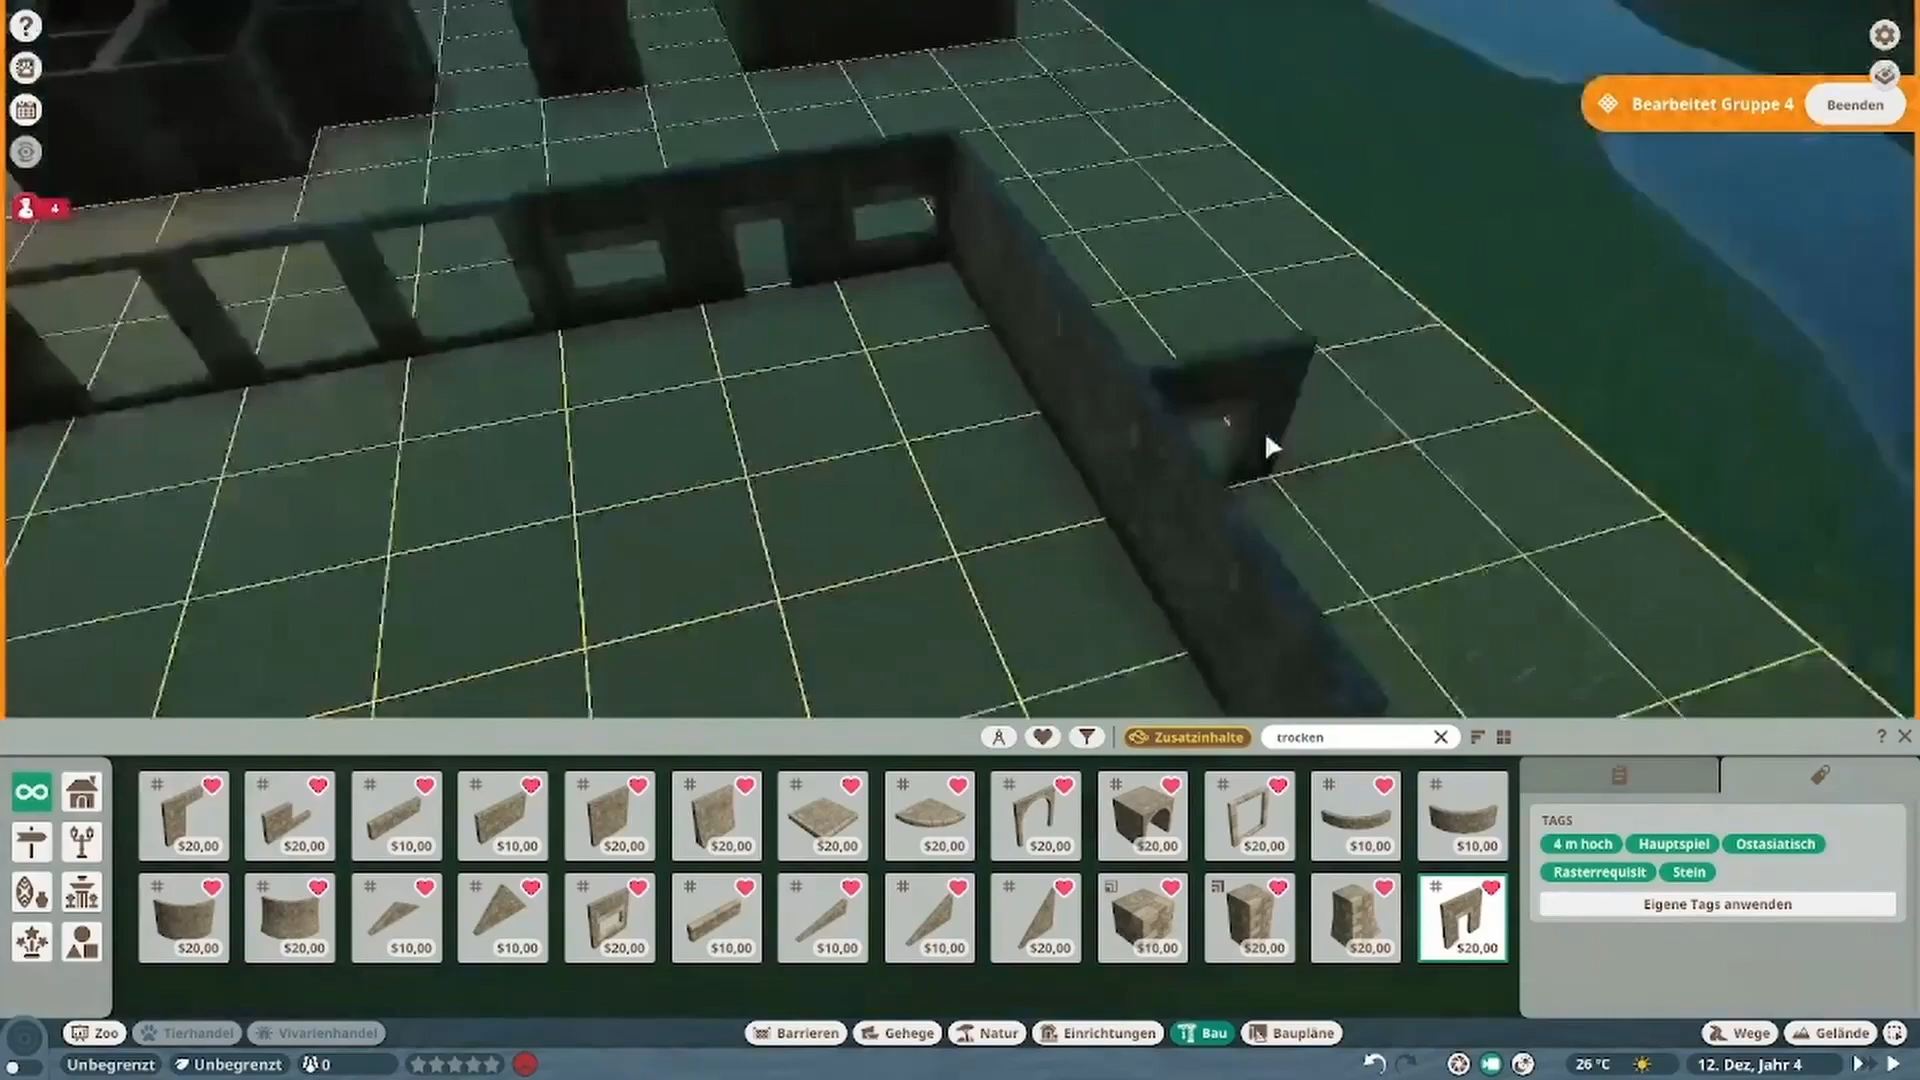 Bearbeitet Gruppe 4
Beenden
4
Zusatzinhalte
trocken
$20,00 $20,00 $10,00 $10,00 $20,00 $20,00 $20,00 $20,00 $20,00 $20,00 $20,00 $10,00 $10,00
$20,00 $20,00 $10,00 $10,00 $20,00 $10,00 $10,00 $10,00 $20,00 $10,00 $20,00 $20,00 $20,00
TAGS
4 m hoch Hauptspiel Ostasiatisch
Rasterrequisit Stein
Eigene Tags anwenden
Zoo Tierhandel Vivarienhandel Barrieren Gehege Natur Einrichtungen Bau Baupläne Wege Gelände
Unbegrenzt Unbegrenzt 0 26 °C 12. Dez, Jahr 4